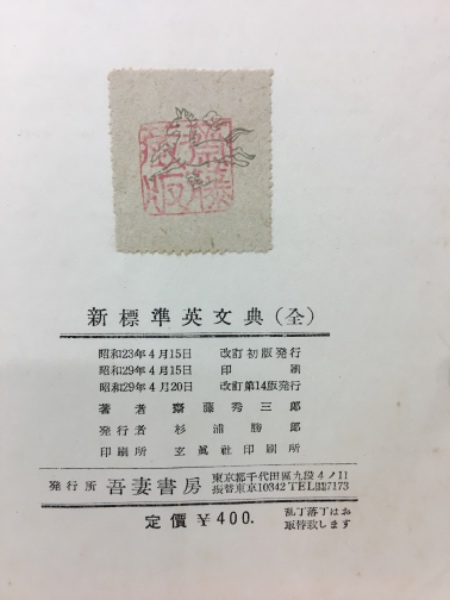 齋藤
藏版
新標準英文典(全)
昭和23年4月15日 改訂初版発行
昭和29年4月15日 印刷
昭和29年4月20日 改訂第14版発行
著者 齋藤秀三郎
発行者 杉浦勝郎
印刷所 玄眞社印刷所
発行所 吾妻書房 東京都千代田區九段4ノ11
振替東京10342 TEL
定價¥400. 乱丁落丁はお
取替致します